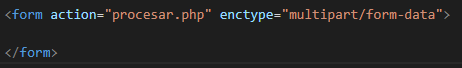 <form action="procesar.php" enctype="multipart/form-data">
</form>